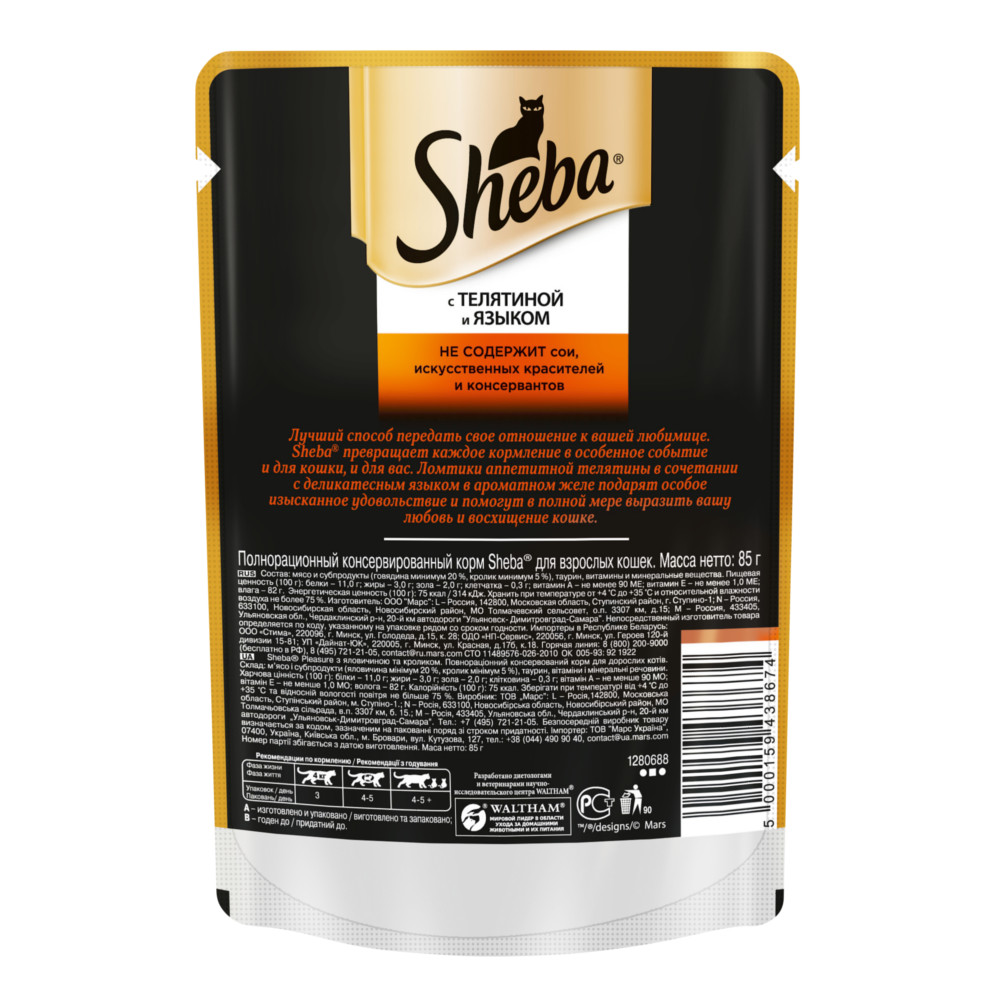 Sheba®
с ТЕЛЯТИНОЙ
и ЯЗЫКОМ
НЕ СОДЕРЖИТ сои,
искусственных красителей
и консервантов
Лучший способ передать свое отношение к вашей любимице.
Sheba® превращает каждое кормление в особенное событие
и для кошки, и для вас. Ломтики аппетитной телятины в сочетании
с деликатесным языком в ароматном желе подарят особое
изысканное удовольствие и помогут в полной мере выразить вашу
любовь и восхищение кошке.
Полнорационный консервированный корм Sheba® для взрослых кошек. Масса нетто: 85 г
RUS Состав: мясо и субпродукты (говядина минимум 20 %, кролик минимум 5 %), таурин, витамины и минеральные вещества. Пищевая
ценность (100 г): белки – 11,0 г; жиры – 3,0 г; зола – 2,0 г; клетчатка – 0,3 г; витамин А – не менее 90 МЕ; витамин Е – не менее 1,0 МЕ;
влага – 82 г. Энергетическая ценность (100 г): 75 ккал / 314 кДж. Хранить при температуре от +4 °C до +35 °C и относительной влажности
воздуха не более 75 %. Изготовитель: ООО "Марс": L – Россия, 142800, Московская область, Ступинский район, г. Ступино-1; N – Россия,
633100, Новосибирская область, Новосибирский район, МО Толмачевский сельсовет, о.п. 3307 км, д.15; M – Россия, 433405,
Ульяновская обл., Чердаклинский р-н, 20-й км автодороги "Ульяновск-Димитровград-Самара". Непосредственный изготовитель товара
определяется по коду, указанному на упаковке рядом со сроком годности. Импортеры в Республике Беларусь:
ООО «Стима», 220096, г. Минск, ул. Голодеда, д.15, к. 28; ОДО «НП-Сервис», 220056, г. Минск, ул. Героев 120-й
дивизии 15-81; УП «Дайнат-ЮК», 220005, г. Минск, ул. Красная, д.17б, к.18. Горячая линия: 8 (800) 200-9000
(бесплатно в РФ), 8 (495) 721-21-05, contact@ru.mars.com СТО 11489576-026-2010 ОК 005-93: 92 1922
UA Sheba® Pleasure з яловичиною та кроликом. Повнораціонний консервований корм для дорослих котів.
Склад: м'ясо і субпродукти (яловичина мінімум 20 %, кролик мінімум 5 %), таурин, вітаміни і мінеральні речовини.
Харчова цінність (100 г): білки – 11,0 г; жири – 3,0 г; зола – 2,0 г; клітковина – 0,3 г; вітамін А – не менше 90 МО;
вітамін Е – не менше 1,0 МО; волога – 82 г. Калорійність (100 г): 75 ккал. Зберігати при температурі від +4 °C до
+35 °C та відносній вологості повітря не більше 75 %. Виробник: ТОВ „Марс": L – Росія, 142800, Московська
область, Ступінський район, м. Ступіно-1.; N – Росія, 633100, Новосибірська область, Новосибірський район, МО
Толмачовська сільрада, в.п. 3307 км, б. 15.; M – Росія, 433405, Ульяновська обл., Чердаклинський р-н, 20-й км
автодороги „Ульяновськ-Димитровград-Самара". Тел.: +7 (495) 721-21-05. Безпосередній виробник товару
визначається за кодом, зазначеним на пакованні поряд зі строком придатності. Імпортер: ТОВ "Марс Україна",
07400, Україна, Київська обл., м. Бровари, вул. Кутузова, 127, тел.: +38 (044) 490 90 40, contact@ua.mars.com
Номер партії збігається з датою виготовлення. Маса нетто: 85 г
1280688
Рекомендации по кормлению / Рекомендації з годування
Фаза жизни
Фаза життя
Упаковок / день
Паковань/ день
3
4-5
4-5 +
A – изготовлено и упаковано / виготовлено та запаковано;
B – годен до / придатний до.
Разработано диетологами
и ветеринарами научно-
исследовательского центра WALTHAM®
WALTHAM®
МИРОВОЙ ЛИДЕР В ОБЛАСТИ
УХОДА ЗА ДОМАШНИМИ
ЖИВОТНЫМИ И ИХ ПИТАНИЯ
РСТ
90
™/®/designs/© Mars
5 000159 438674